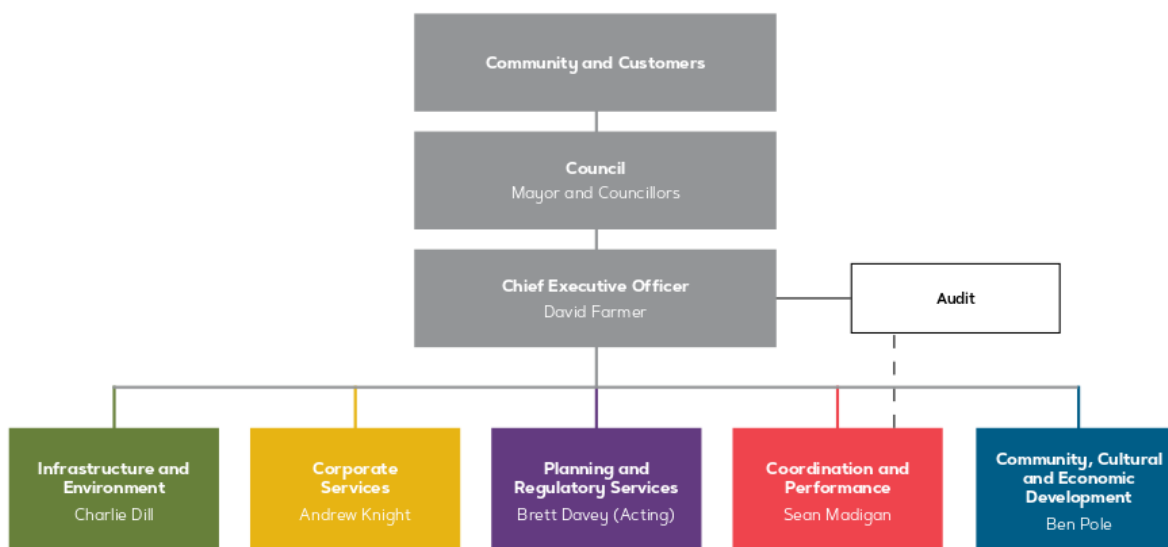 Community and Customers
Council
Mayor and Councillors
Chief Executive Officer
David Farmer
Audit
Infrastructure and
Environment
Charlie Dill
Corporate
Services
Andrew Knight
Planning and
Regulatory Services
Brett Davey (Acting)
Coordination and
Performance
Sean Madigan
Community, Cultural
and Economic
Development
Ben Pole